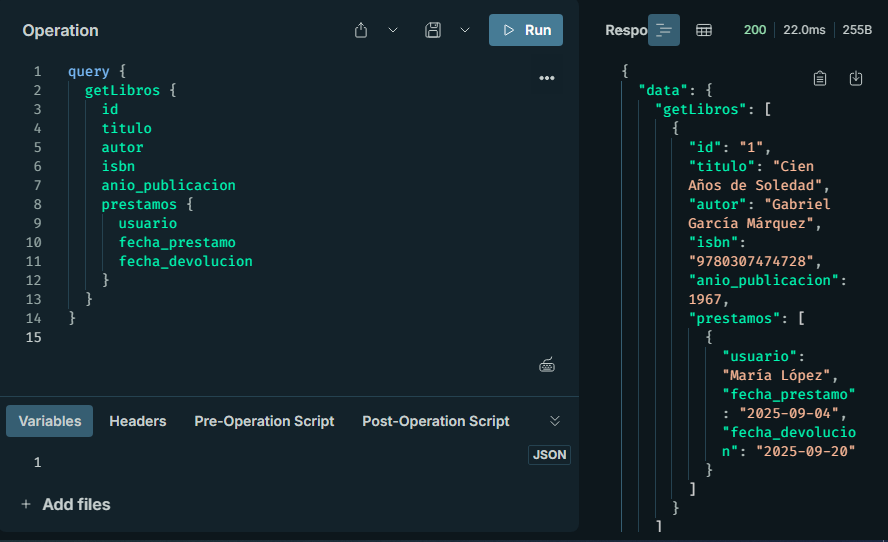 Operation
Run
1 query {
2 getLibros {
3 id
4 titulo
5 autor
6 isbn
7 anio_publicacion
8 prestamos {
9 usuario
10 fecha_prestamo
11 fecha_devolucion
12 }
13 }
14 }
15
Variables Headers Pre-Operation Script Post-Operation Script
1
JSON
+ Add files
Respo 200 22.0ms 255B
{
"data": {
"getLibros": [
{
"id": "1",
"titulo": "Cien
Años de Soledad",
"autor": "Gabriel
García Márquez",
"isbn":
"9780307474728",
"anio_publicacion":
1967,
"prestamos": [
{
"usuario":
"María López",
"fecha_prestamo"
: "2025-09-04",
"fecha_devolucio
n": "2025-09-20"
}
]
}
]